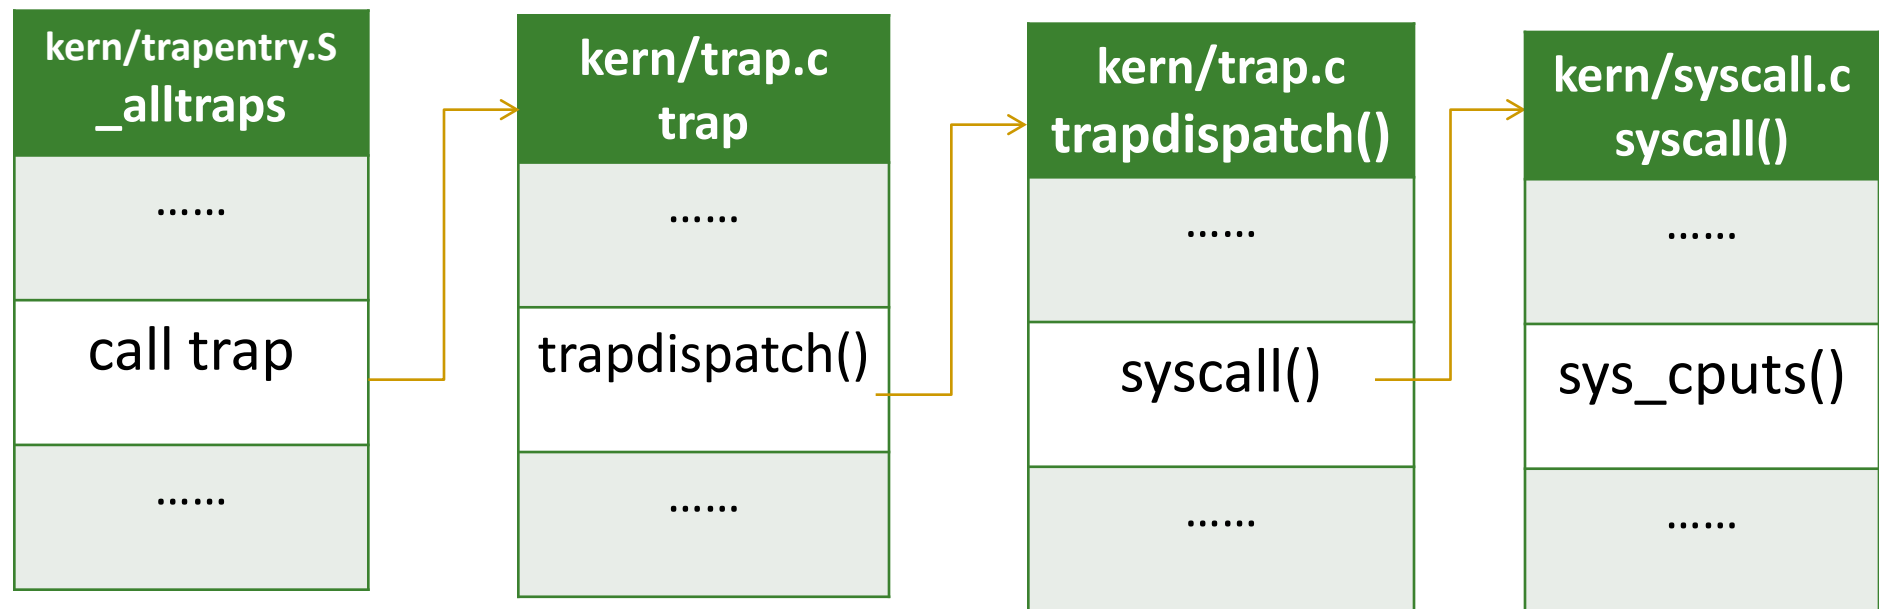 kern/trapentry.S
_alltraps
......
call trap
......
kern/trap.c
trap
......
trapdispatch()
......
kern/trap.c
trapdispatch()
......
syscall()
......
kern/syscall.c
syscall()
......
sys_cputs()
......